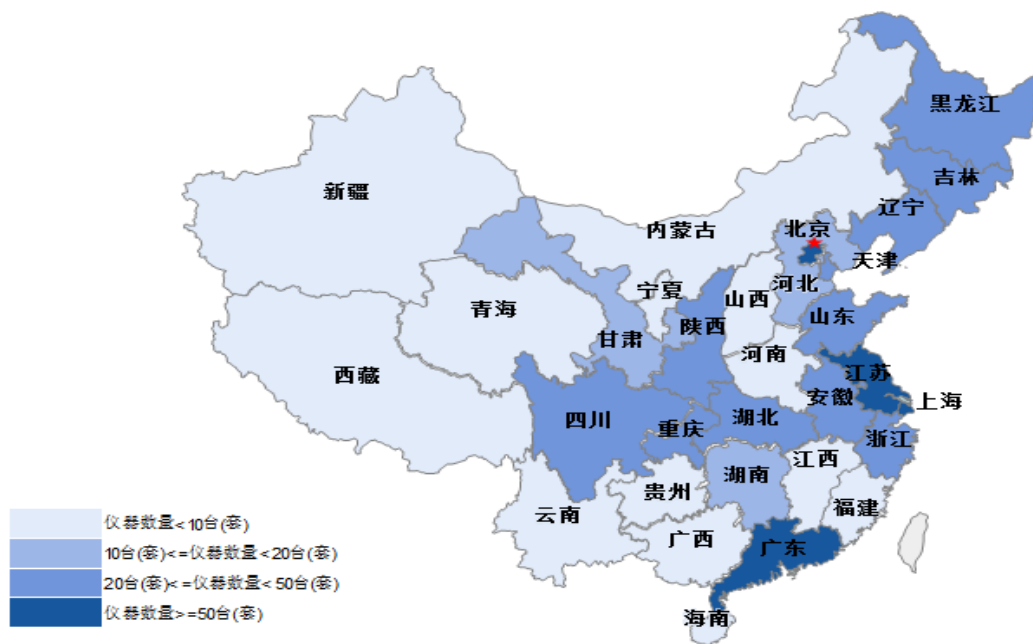 黑龙江
吉林
辽宁
新疆
内蒙古
北京
天津
河北
宁夏
山西
青海
山东
陕西
甘肃
河南
西藏
江苏
安徽
上海
四川
重庆
湖北
浙江
江西
湖南
贵州
福建
云南
广西
广东
海南
仪器数量<10台(套)
10台(套)<=仪器数量<20台(套)
20台(套)<=仪器数量<50台(套)
仪器数量>=50台(套)